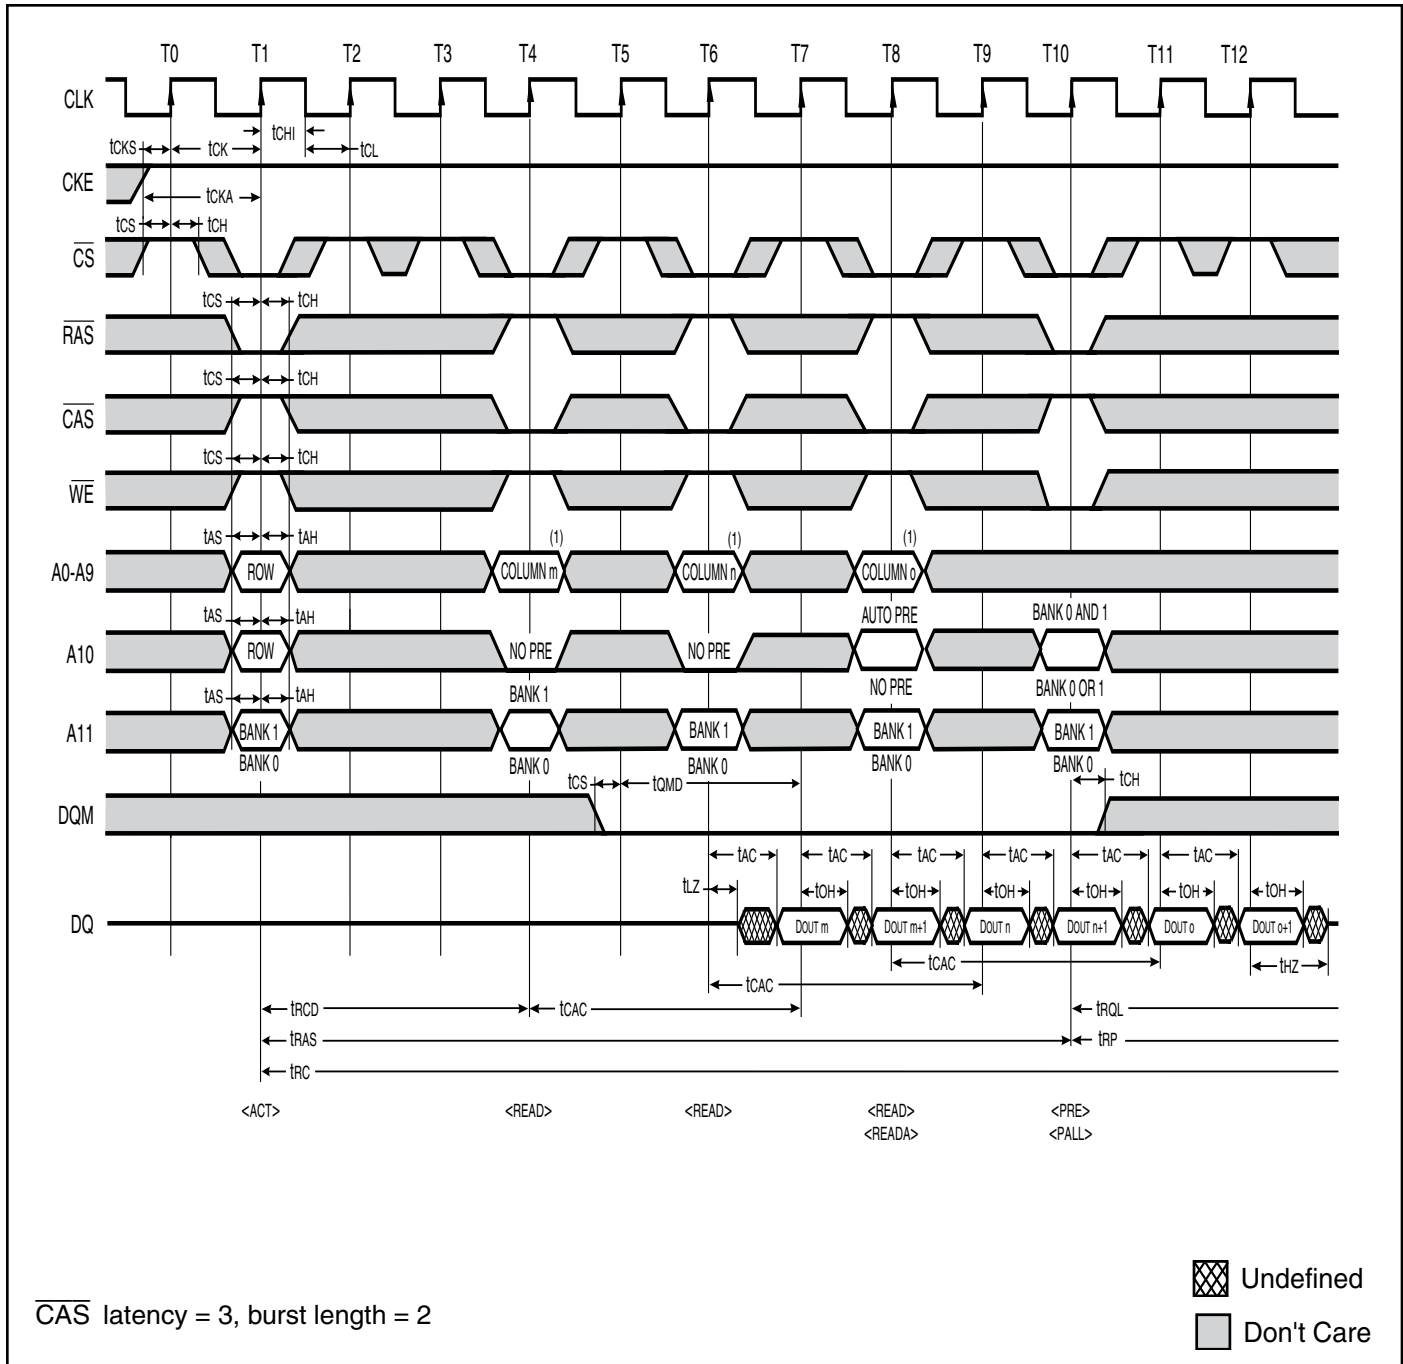 T0 T1 T2 T3 T4 T5 T6 T7 T8 T9 T10 T11 T12
CLK
tCHI
tCKS tCK tCL
CKE
tCKA
tCS tCH
CS
tCS tCH
RAS
tCS tCH
CAS
tCS tCH
WE
tAS tAH (1) (1) (1)
A0-A9 ROW COLUMN m COLUMN n COLUMN o
tAS tAH AUTO PRE BANK 0 AND 1
A10 ROW NO PRE NO PRE
tAS tAH BANK 1 NO PRE BANK 0 OR 1
A11 BANK 1 BANK 1 BANK 1 BANK 1
BANK 0 BANK 0 BANK 0 BANK 0 BANK 0
tCS tQMD tCH
DQM
tAC tAC tAC tAC tAC tAC
tLZ tOH tOH tOH tOH tOH tOH
DQ DOUT m DOUT m+1 DOUT n DOUT n+1 DOUT o DOUT o+1
tCAC tHZ
tCAC
tRCD tCAC tRQL
tRAS tRP
tRC
<ACT> <READ> <READ> <READ> <PRE>
<READA> <PALL>
Undefined
CAS latency = 3, burst length = 2
Don't Care